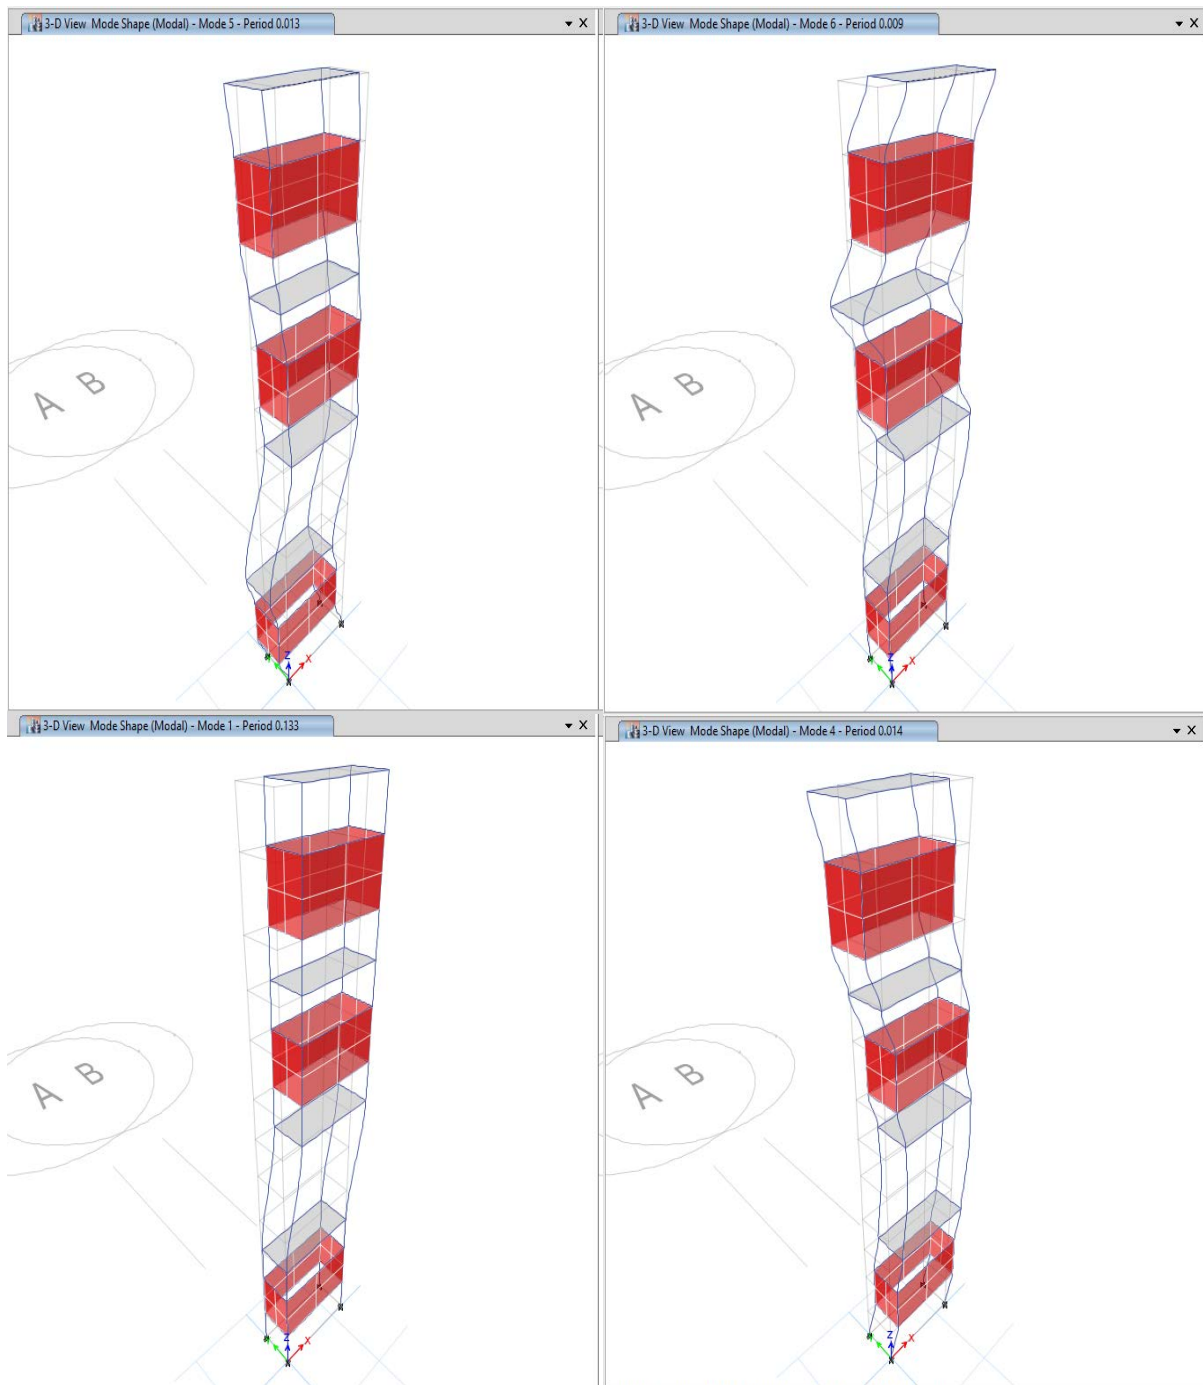 3-D View Mode Shape (Modal) - Mode 5 - Period 0.013
3-D View Mode Shape (Modal) - Mode 6 - Period 0.009
A B
Z X
A B
Z X
3-D View Mode Shape (Modal) - Mode 1 - Period 0.133
3-D View Mode Shape (Modal) - Mode 4 - Period 0.014
A B
Z X
A B
Z X